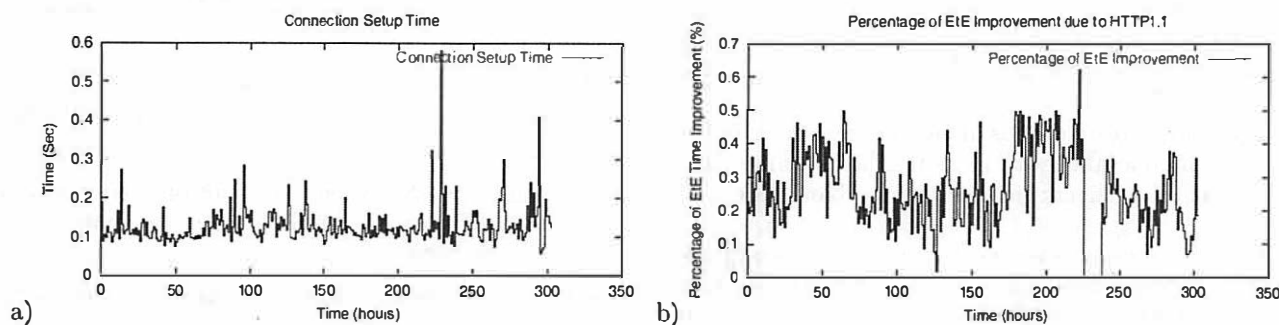 Connection Setup Time
Connection Setup Time
Time (Sec)
0.6
0.5
0.4
0.3
0.2
0.1
0
0 50 100 150 200 250 300 350
Time (hours)
a)
Percentage of EtE Improvement due to HTTP1.1
Percentage of EtE Improvement
Percentage of EtE Time Improvement (%)
0.7
0.6
0.5
0.4
0.3
0.2
0.1
0
0 50 100 150 200 250 300 350
Time (hours)
b)